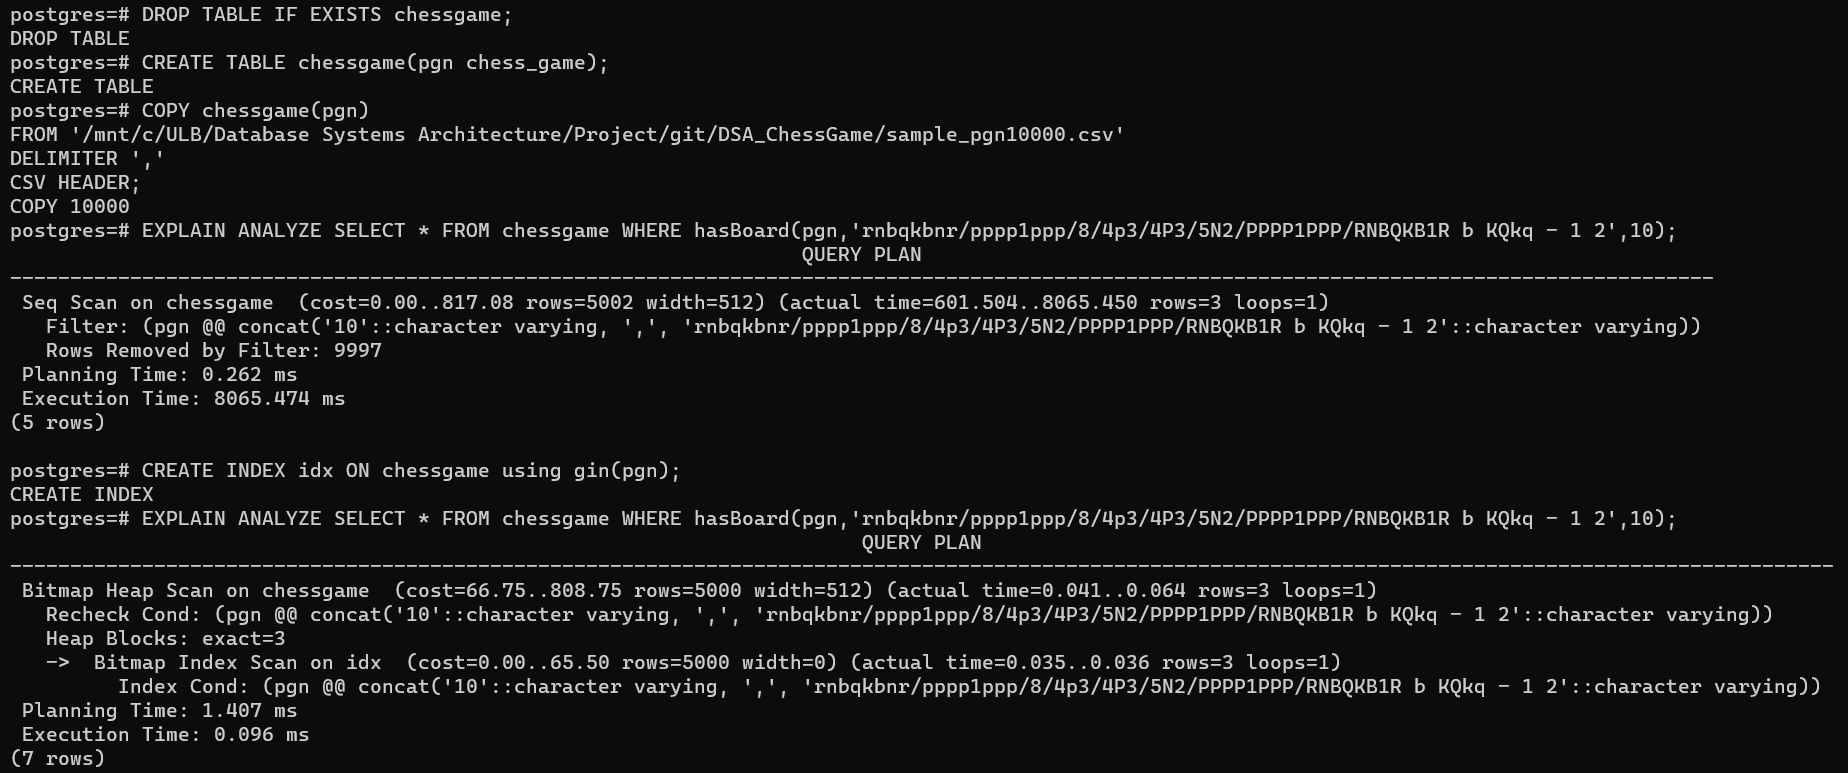 postgres=# DROP TABLE IF EXISTS chessgame;
DROP TABLE
postgres=# CREATE TABLE chessgame(pgn chess_game);
CREATE TABLE
postgres=# COPY chessgame(pgn)
FROM '/mnt/c/ULB/Database Systems Architecture/Project/git/DSA_ChessGame/sample_pgn10000.csv'
DELIMITER ','
CSV HEADER;
COPY 10000
postgres=# EXPLAIN ANALYZE SELECT * FROM chessgame WHERE hasBoard(pgn,'rnbqkbnr/pppp1ppp/8/4p3/4P3/5N2/PPPP1PPP/RNBQKB1R b KQkq - 1 2',10);
QUERY PLAN
-----------------------------------------------------------------------------------------------------------------------------------------------
Seq Scan on chessgame  (cost=0.00..817.08 rows=5002 width=512) (actual time=601.504..8065.450 rows=3 loops=1)
Filter: (pgn @@ concat('10'::character varying, ',', 'rnbqkbnr/pppp1ppp/8/4p3/4P3/5N2/PPPP1PPP/RNBQKB1R b KQkq - 1 2'::character varying))
Rows Removed by Filter: 9997
Planning Time: 0.262 ms
Execution Time: 8065.474 ms
(5 rows)
postgres=# CREATE INDEX idx ON chessgame using gin(pgn);
CREATE INDEX
postgres=# EXPLAIN ANALYZE SELECT * FROM chessgame WHERE hasBoard(pgn,'rnbqkbnr/pppp1ppp/8/4p3/4P3/5N2/PPPP1PPP/RNBQKB1R b KQkq - 1 2',10);
QUERY PLAN
---------------------------------------------------------------------------------------------------------------------------------------------------------
Bitmap Heap Scan on chessgame  (cost=66.75..808.75 rows=5000 width=512) (actual time=0.041..0.064 rows=3 loops=1)
Recheck Cond: (pgn @@ concat('10'::character varying, ',', 'rnbqkbnr/pppp1ppp/8/4p3/4P3/5N2/PPPP1PPP/RNBQKB1R b KQkq - 1 2'::character varying))
Heap Blocks: exact=3
->  Bitmap Index Scan on idx  (cost=0.00..65.50 rows=5000 width=0) (actual time=0.035..0.036 rows=3 loops=1)
Index Cond: (pgn @@ concat('10'::character varying, ',', 'rnbqkbnr/pppp1ppp/8/4p3/4P3/5N2/PPPP1PPP/RNBQKB1R b KQkq - 1 2'::character varying))
Planning Time: 1.407 ms
Execution Time: 0.096 ms
(7 rows)